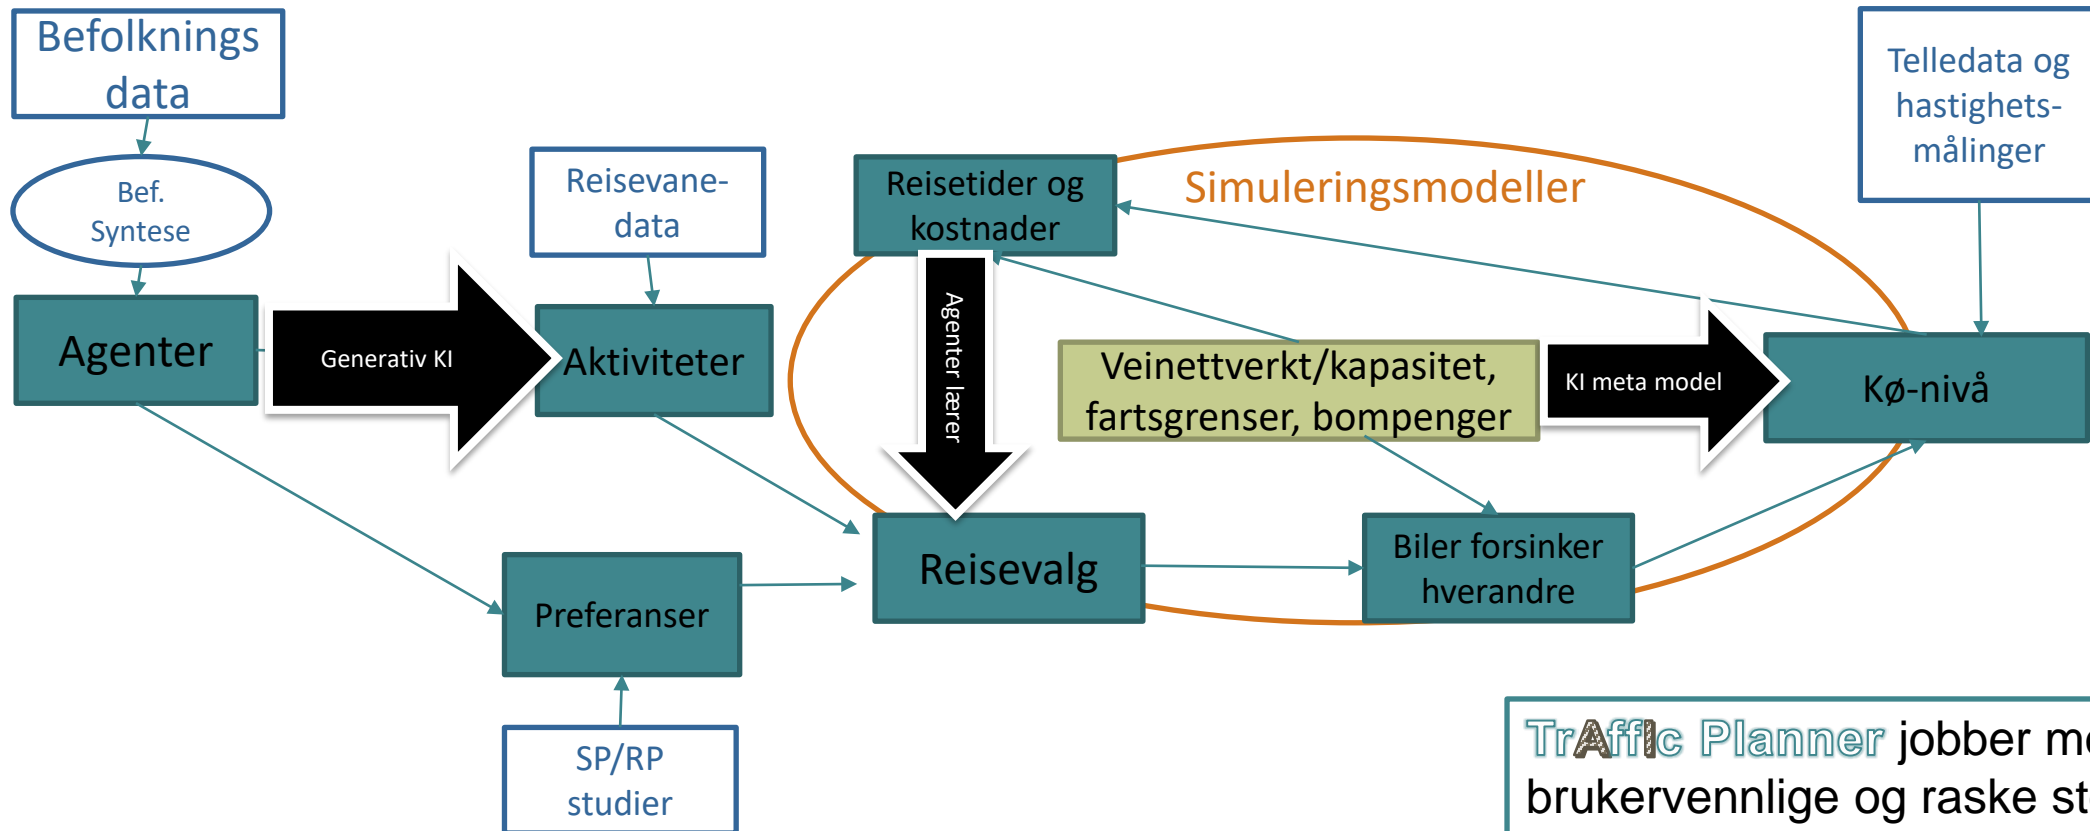 Befolknings
data
Bef.
Syntese
Agenter
Generativ KI
Reisevane-
data
Aktiviteter
Preferanser
SP/RP
studier
Reisetider og
kostnader
Simuleringsmodeller
Agenter lærer
Veinettverkt/kapasitet,
fartsgrenser, bompenger
KI meta model
Reisevalg
Biler forsinker
hverandre
Telledata og
hastighets-
målinger
Kø-nivå
TrAffIc Planner jobber
brukervennlige og raske